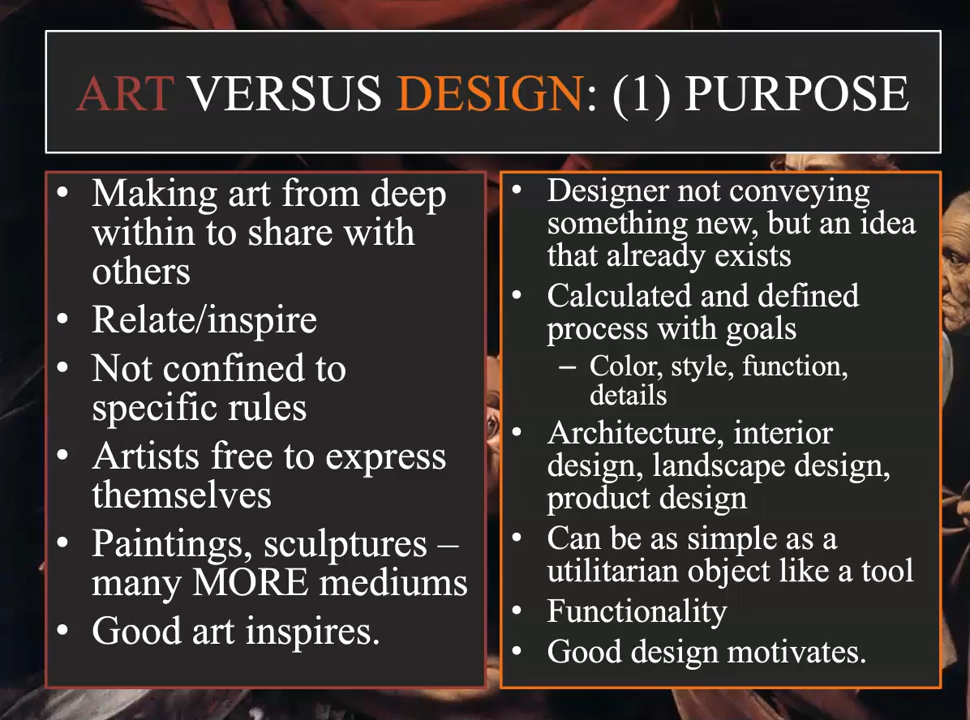 ART VERSUS DESIGN: (1) PURPOSE
• Making art from deep
within to share with
others
• Relate/inspire
• Not confined to
specific rules
• Artists free to express
themselves
• Paintings, sculptures –
many MORE mediums
• Good art inspires.
• Designer not conveying
something new, but an idea
that already exists
• Calculated and defined
process with goals
– Color, style, function,
details
• Architecture, interior
design, landscape design,
product design
• Can be as simple as a
utilitarian object like a tool
• Functionality
• Good design motivates.